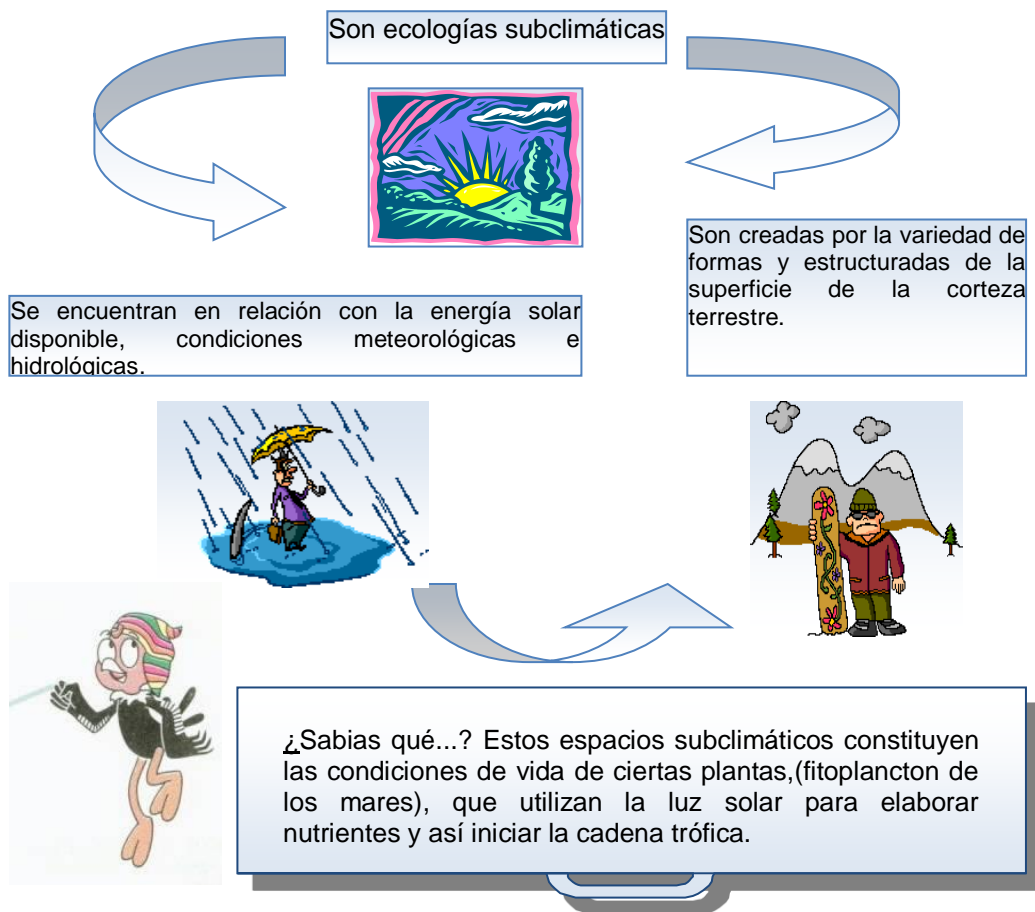 Son ecologías subclimáticas
Son creadas por la variedad de
formas y estructuradas de la
superficie de la corteza
terrestre.
Se encuentran en relación con la energía solar
disponible, condiciones meteorológicas e
hidrológicas.
¿Sabias qué...? Estos espacios subclimáticos constituyen
las condiciones de vida de ciertas plantas,(fitoplancton de
los mares), que utilizan la luz solar para elaborar
nutrientes y así iniciar la cadena trófica.